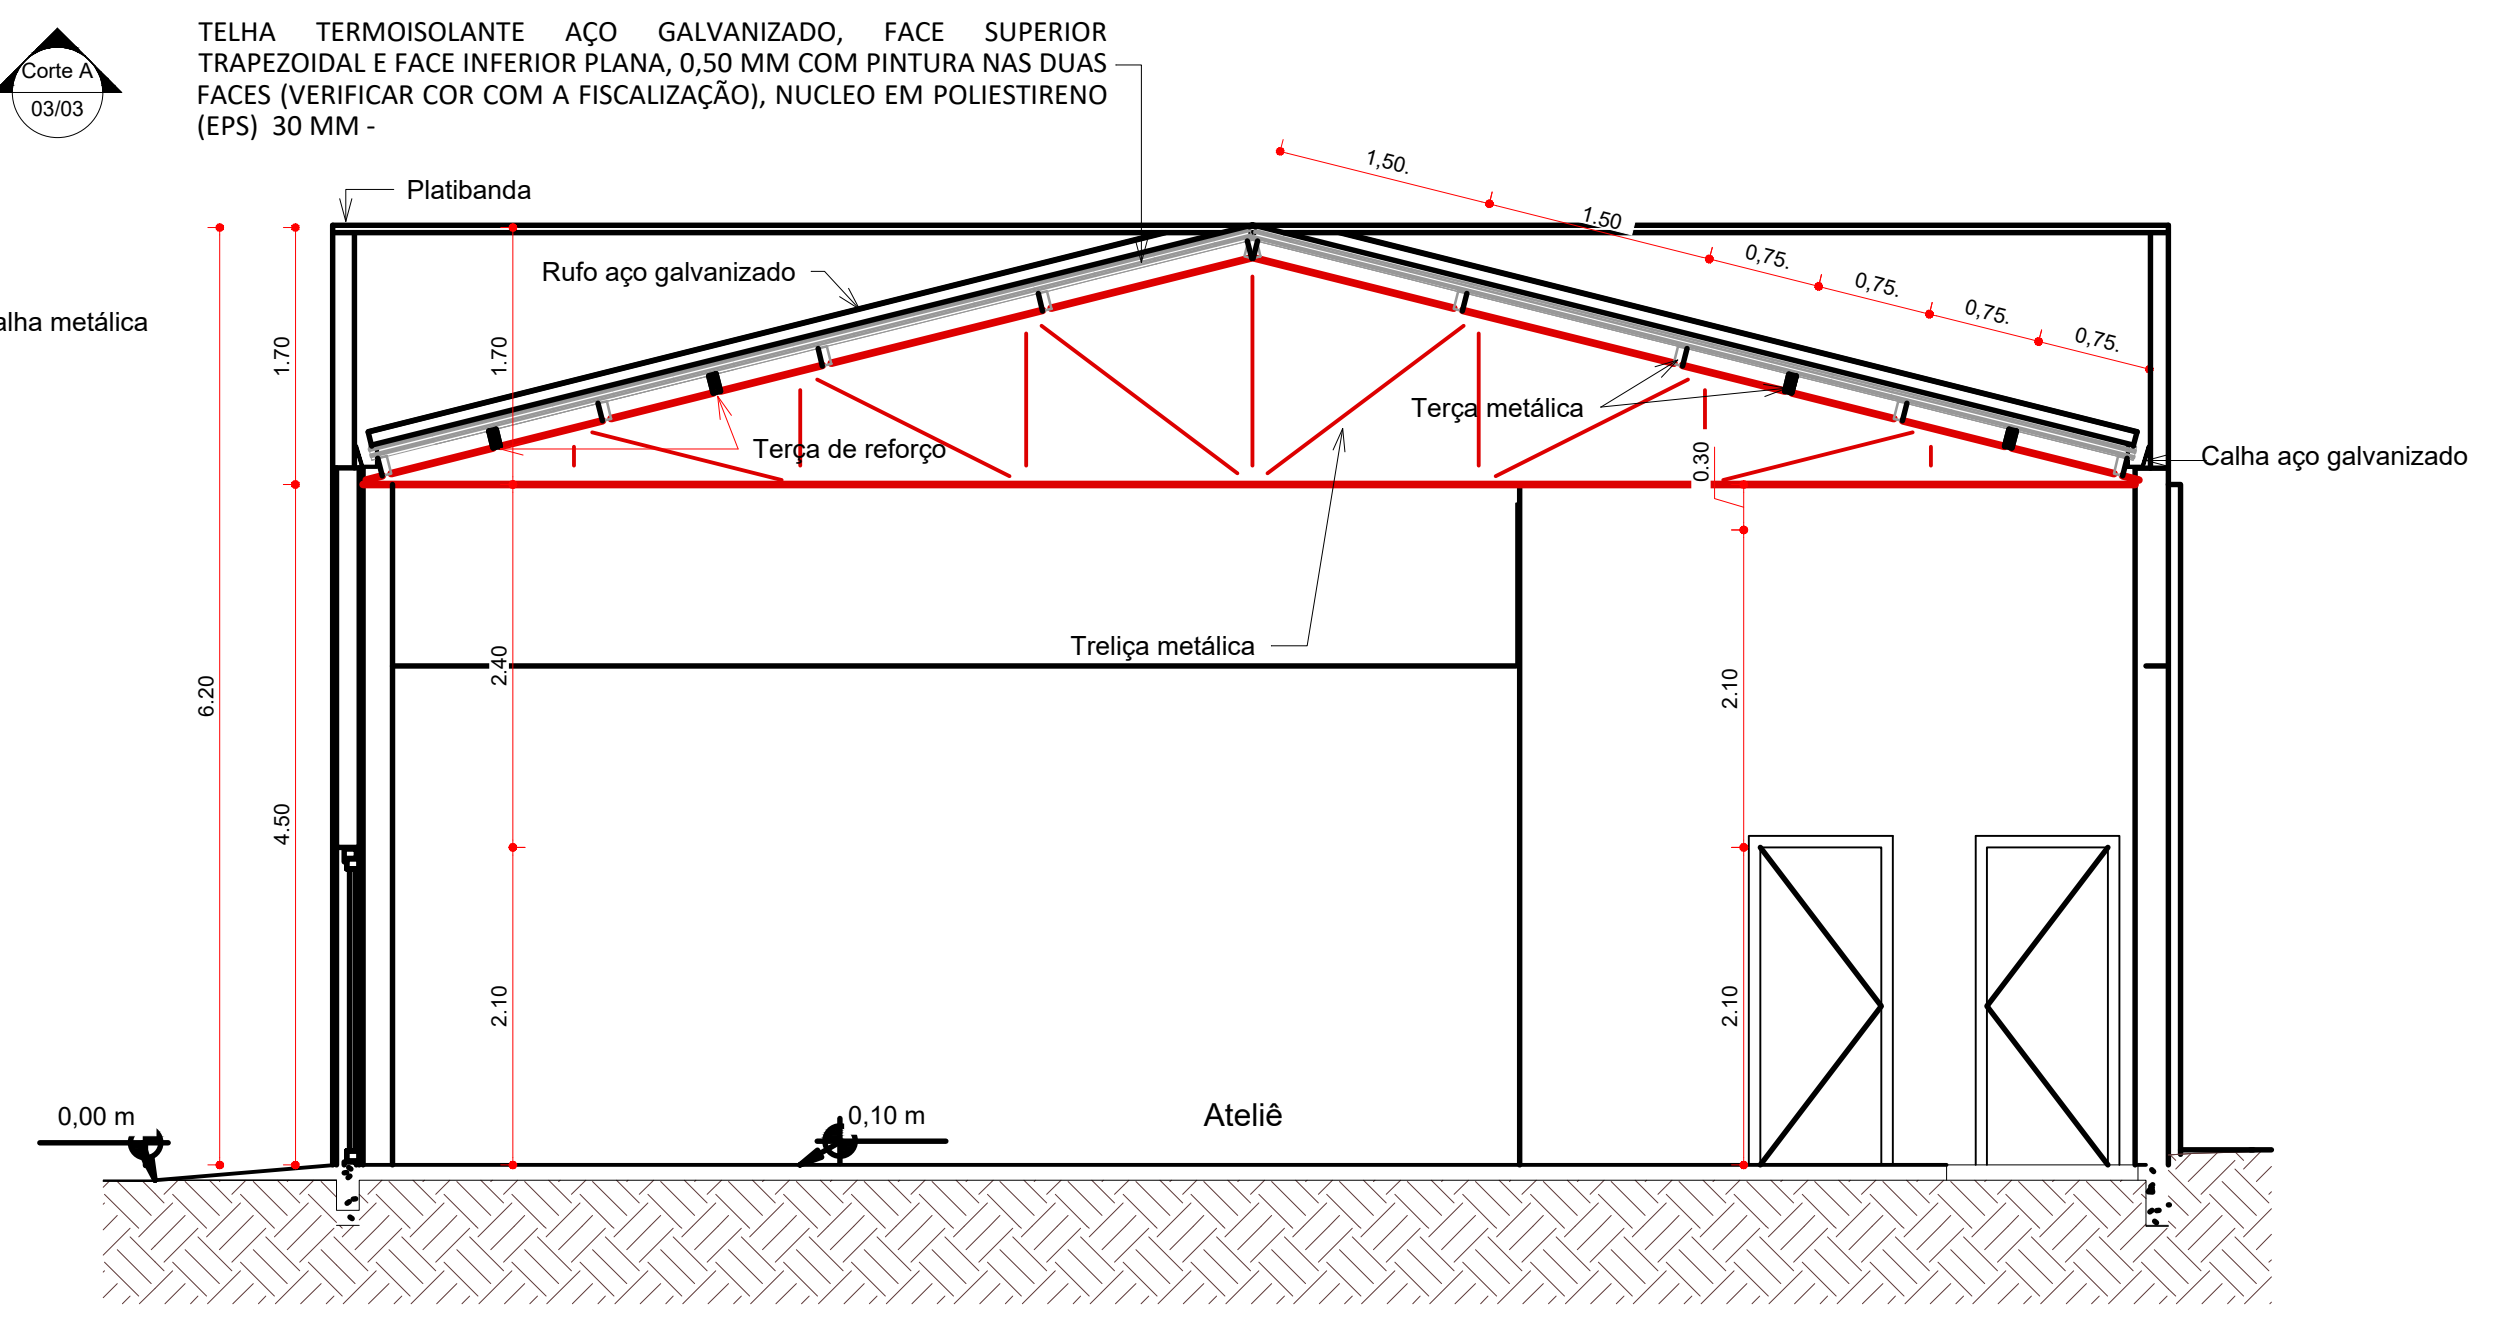 TELHA TERMOISOLANTE AÇO GALVANIZADO, FACE SUPERIOR
TRAPEZOIDAL E FACE INFERIOR PLANA, 0,50 MM COM PINTURA NAS DUAS
FACES (VERIFICAR COR COM A FISCALIZAÇÃO), NUCLEO EM POLIESTIRENO
(EPS) 30 MM -
Corte A
03/03
1,50.
Platibanda
1.50
0,75.
Rufo aço galvanizado
0,75.
0,75.
alha metálica
0,75.
1.70
1.70
Terça metálica
Terça de reforço
0.30
Calha aço galvanizado
Treliça metálica
2.40
6.20
2.10
4.50
2.10
2.10
0,00 m
0,10 m
Ateliê